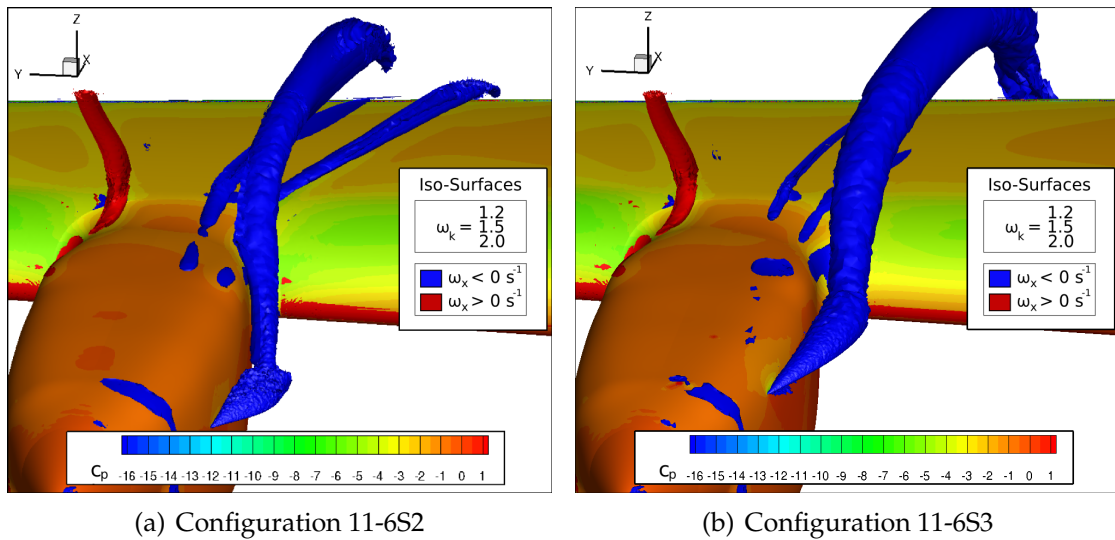 Z
X
Y
Iso-Surfaces
1.2
ω_k = 1.5
2.0
ω_x < 0 s^-1
ω_x > 0 s^-1
c_p -16 -15 -14 -13 -12 -11 -10 -9 -8 -7 -6 -5 -4 -3 -2 -1 0 1
(a) Configuration 11-6S2
Z
X
Y
Iso-Surfaces
1.2
ω_k = 1.5
2.0
ω_x < 0 s^-1
ω_x > 0 s^-1
c_p -16 -15 -14 -13 -12 -11 -10 -9 -8 -7 -6 -5 -4 -3 -2 -1 0 1
(b) Configuration 11-6S3